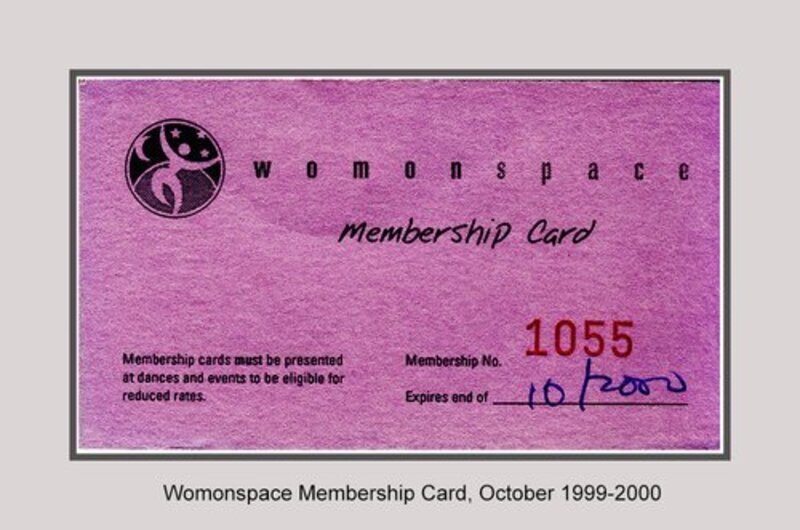 womonspace
Membership Card
Membership cards must be presented
at dances and events to be eligible for
reduced rates.
Membership No. 1055
Expires end of 10/2000
Womonspace Membership Card, October 1999-2000